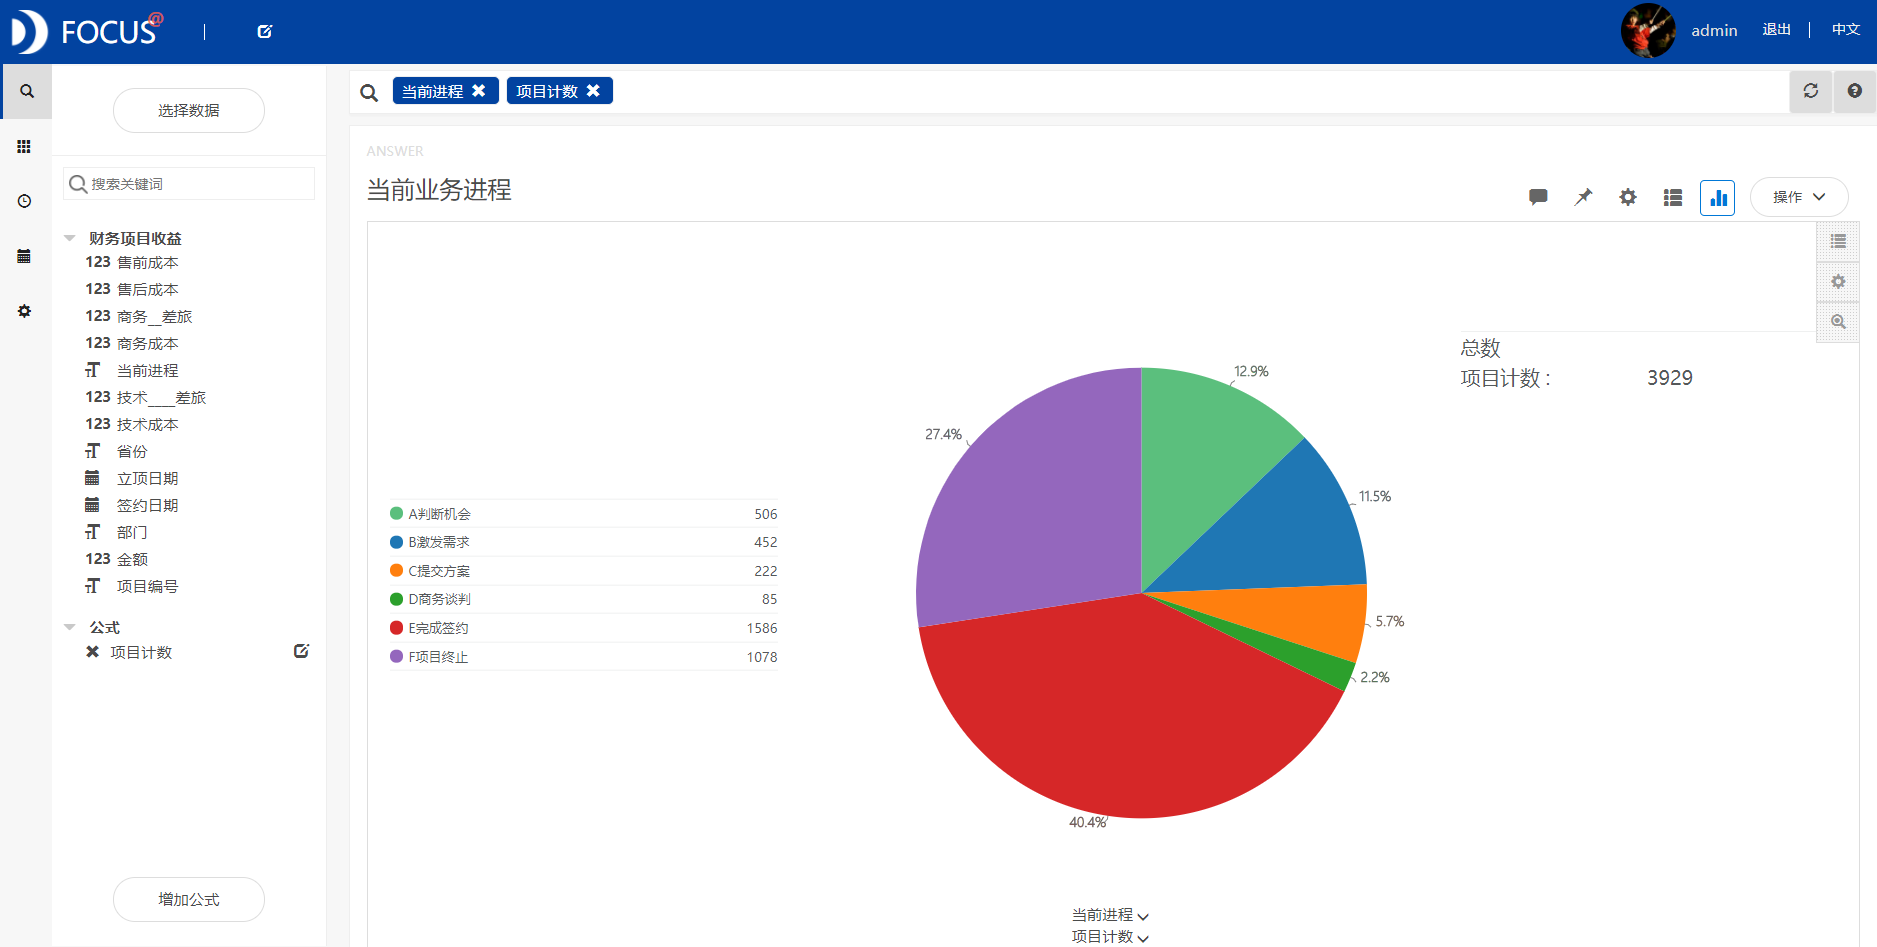 FOCUS@
admin 退出 | 中文
选择数据
搜索关键词
财务项目收益
123 售前成本
123 售后成本
123 商务__差旅
123 商务成本
当前进程
123 技术____差旅
123 技术成本
省份
立项日期
签约日期
部门
123 金额
项目编号
公式
项目计数
增加公式
当前进程 项目计数
ANSWER
当前业务进程
操作
A判断机会 506
B激发需求 452
C提交方案 222
D商务谈判 85
E完成签约 1586
F项目终止 1078
12.9%
11.5%
5.7%
2.2%
40.4%
27.4%
总数
项目计数 : 3929
当前进程
项目计数